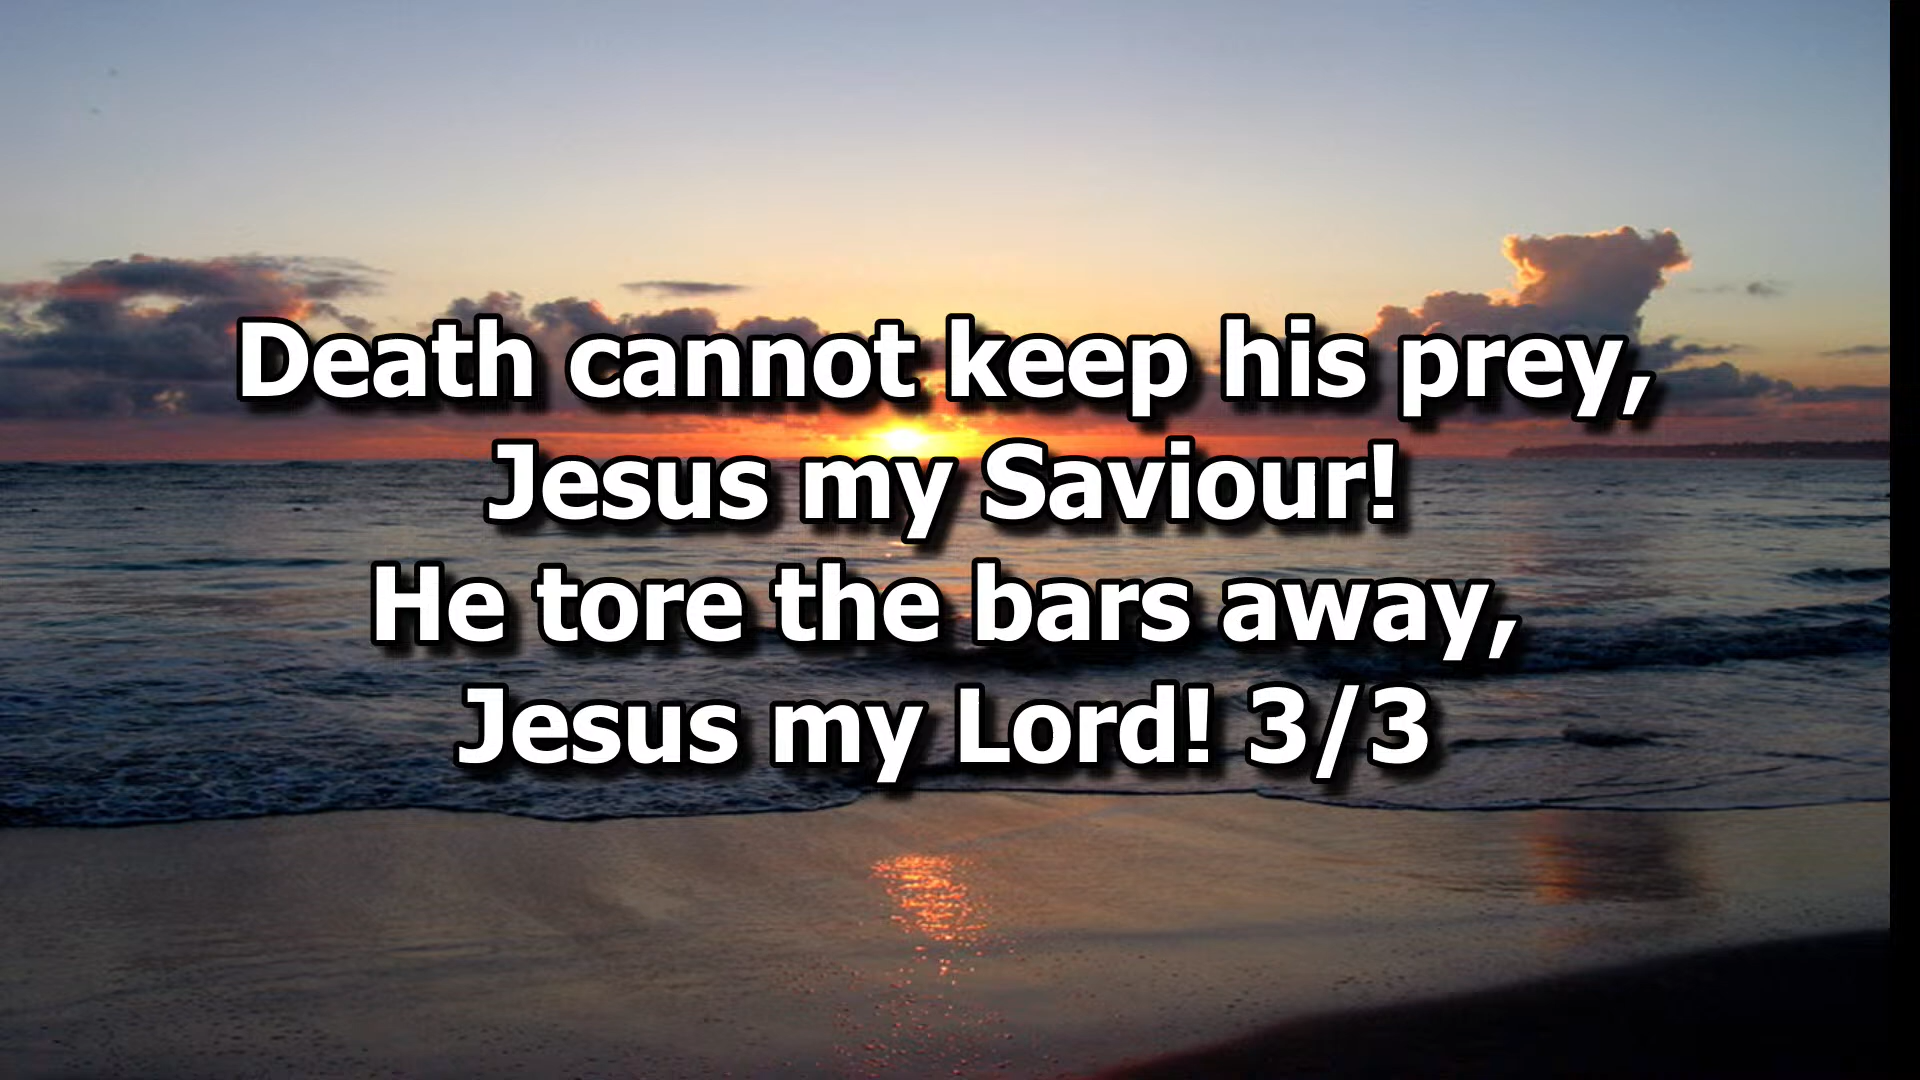 Death cannot keep his prey,
Jesus my Saviour!
He tore the bars away,
Jesus my Lord! 3/3